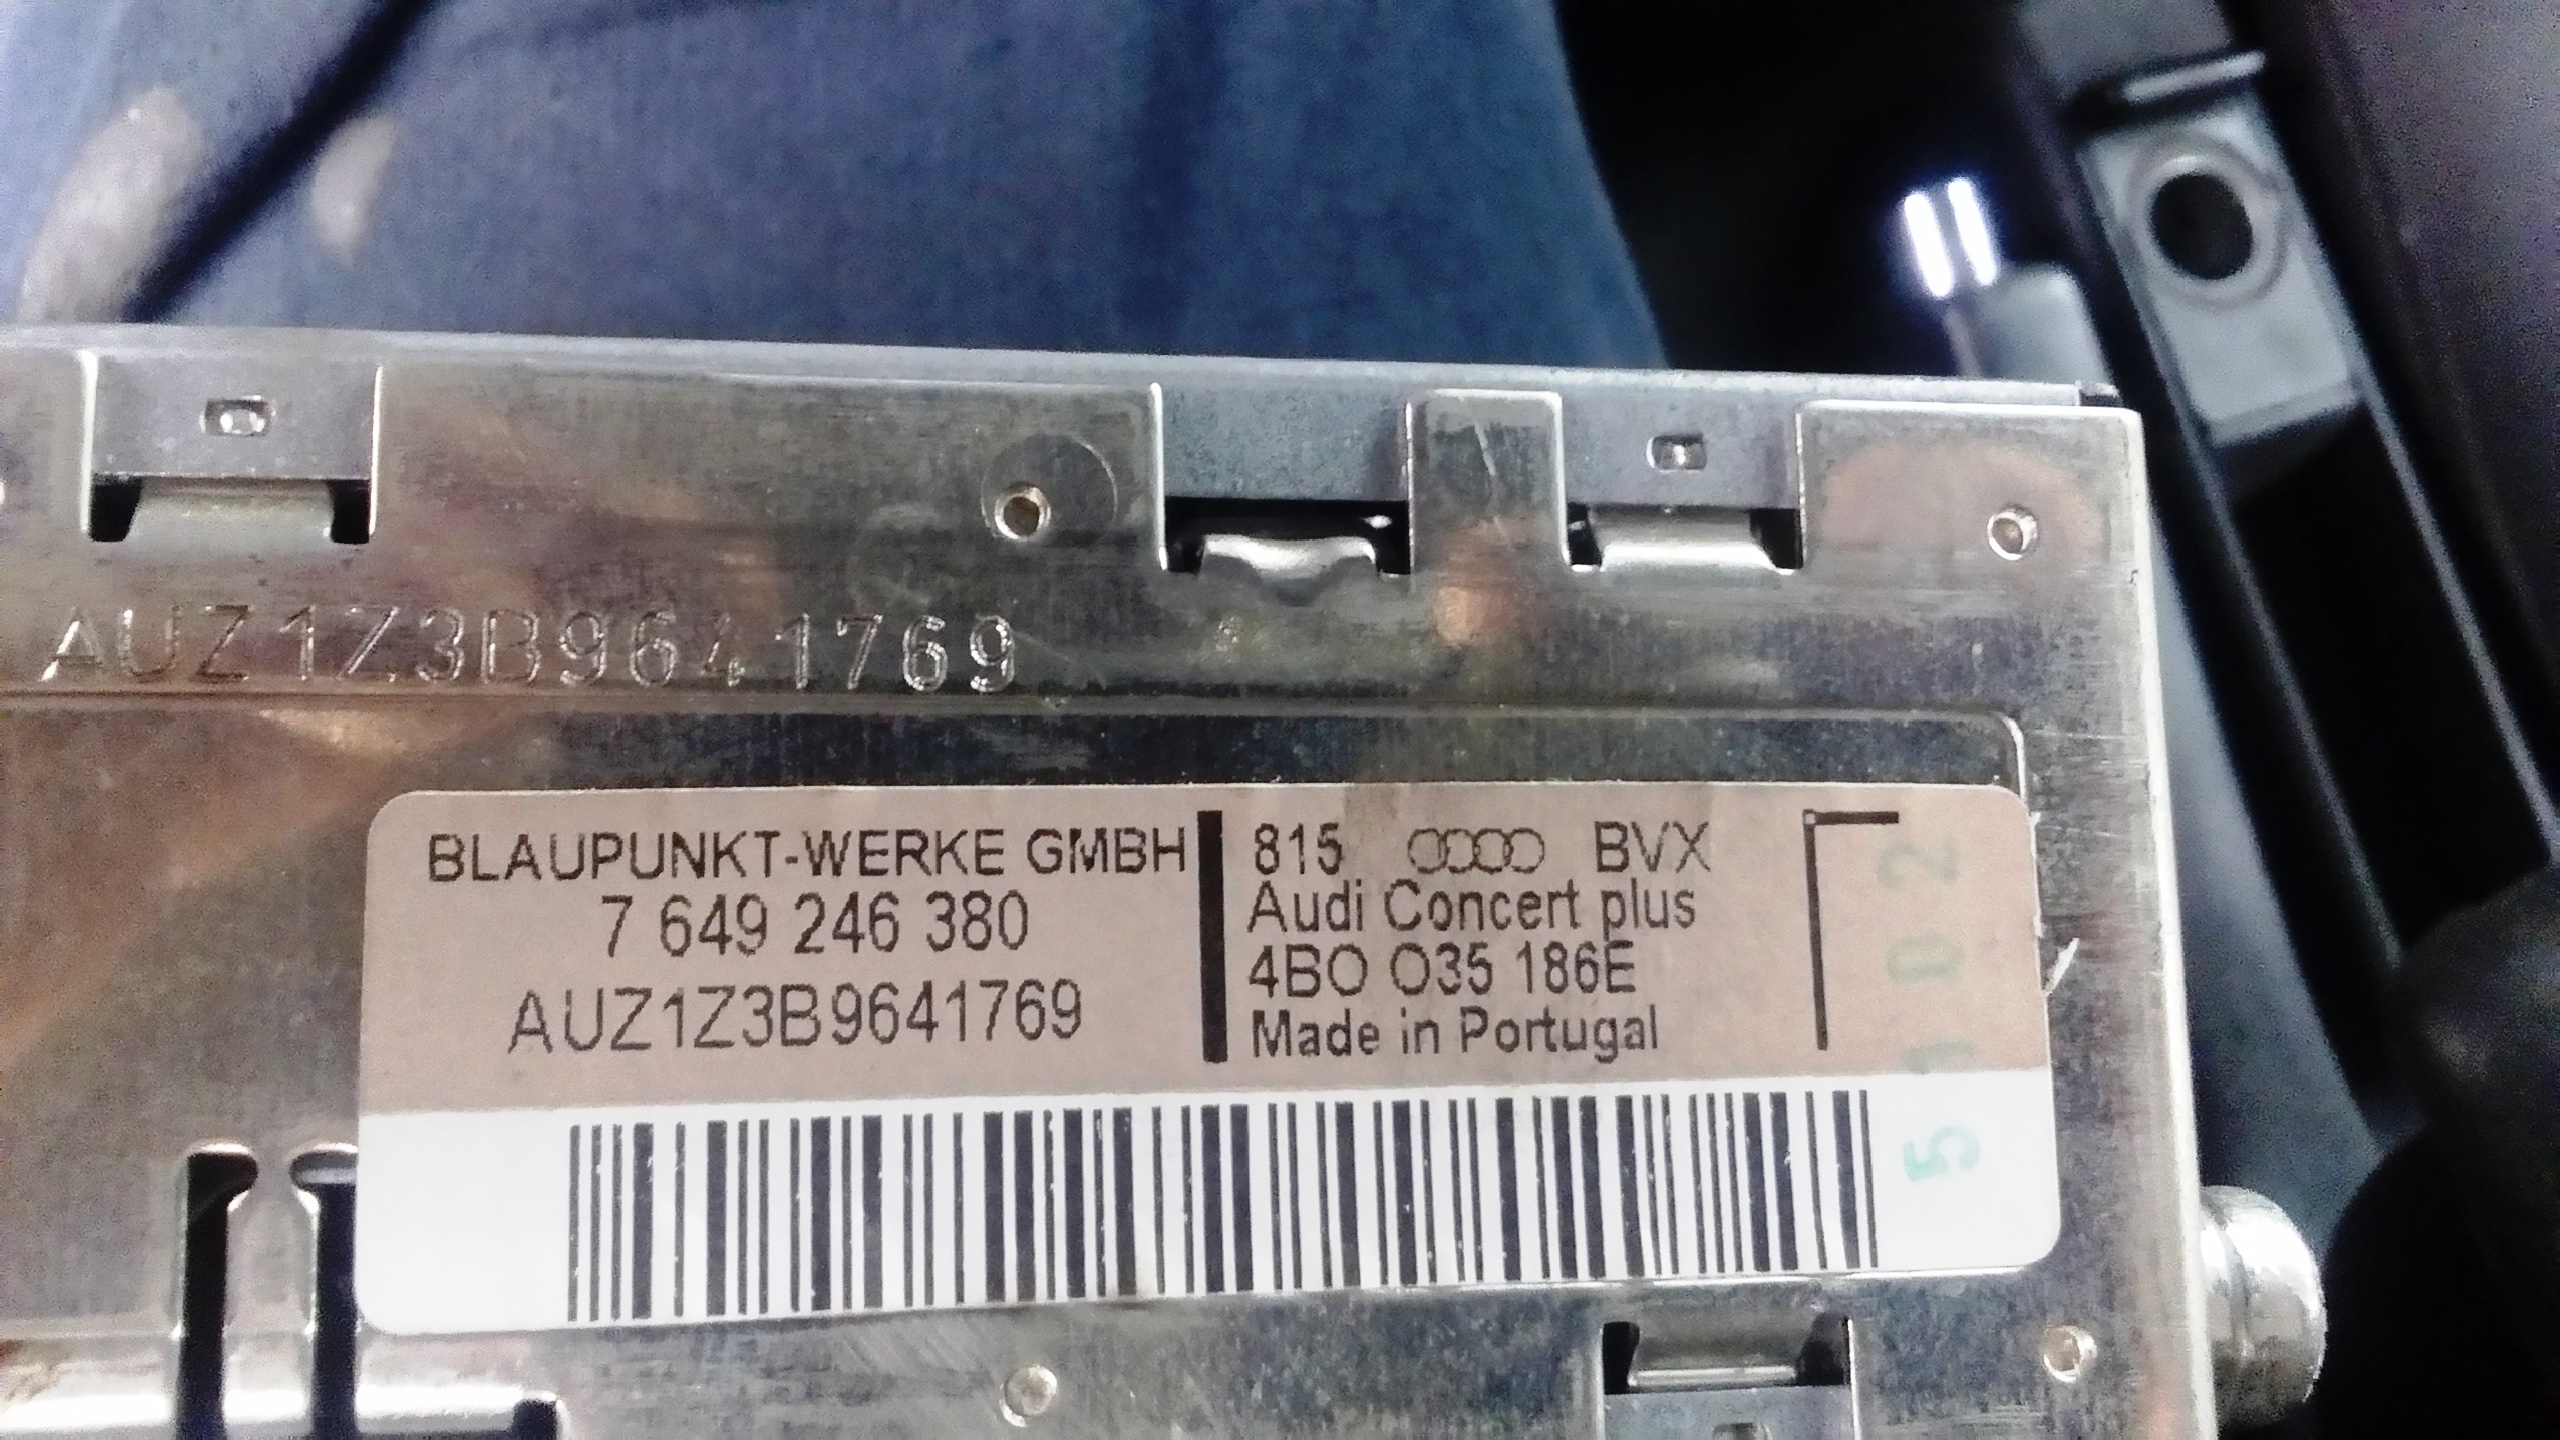 AUZ1Z3B9641769
BLAUPUNKT-WERKE GMBH
7 649 246 380
AUZ1Z3B9641769
815 BVX
Audi Concert plus
4BO O35 186E
Made in Portugal
5102